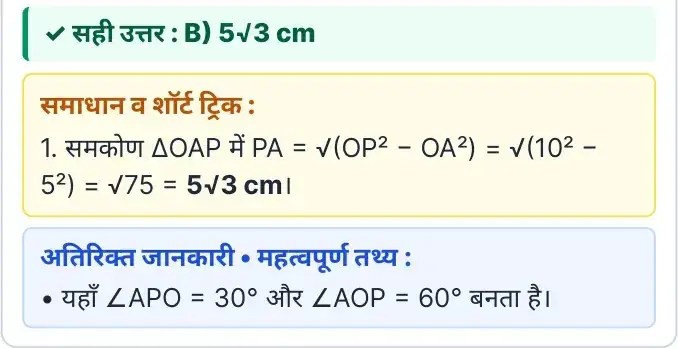 ✓ सही उत्तर : B) 5√3 cm
समाधान व शॉर्ट ट्रिक :
1. समकोण ΔOAP में PA = √(OP² − OA²) = √(10² −
5²) = √75 = 5√3 cm।
अतिरिक्त जानकारी • महत्वपूर्ण तथ्य :
• यहाँ ∠APO = 30° और ∠AOP = 60° बनता है।